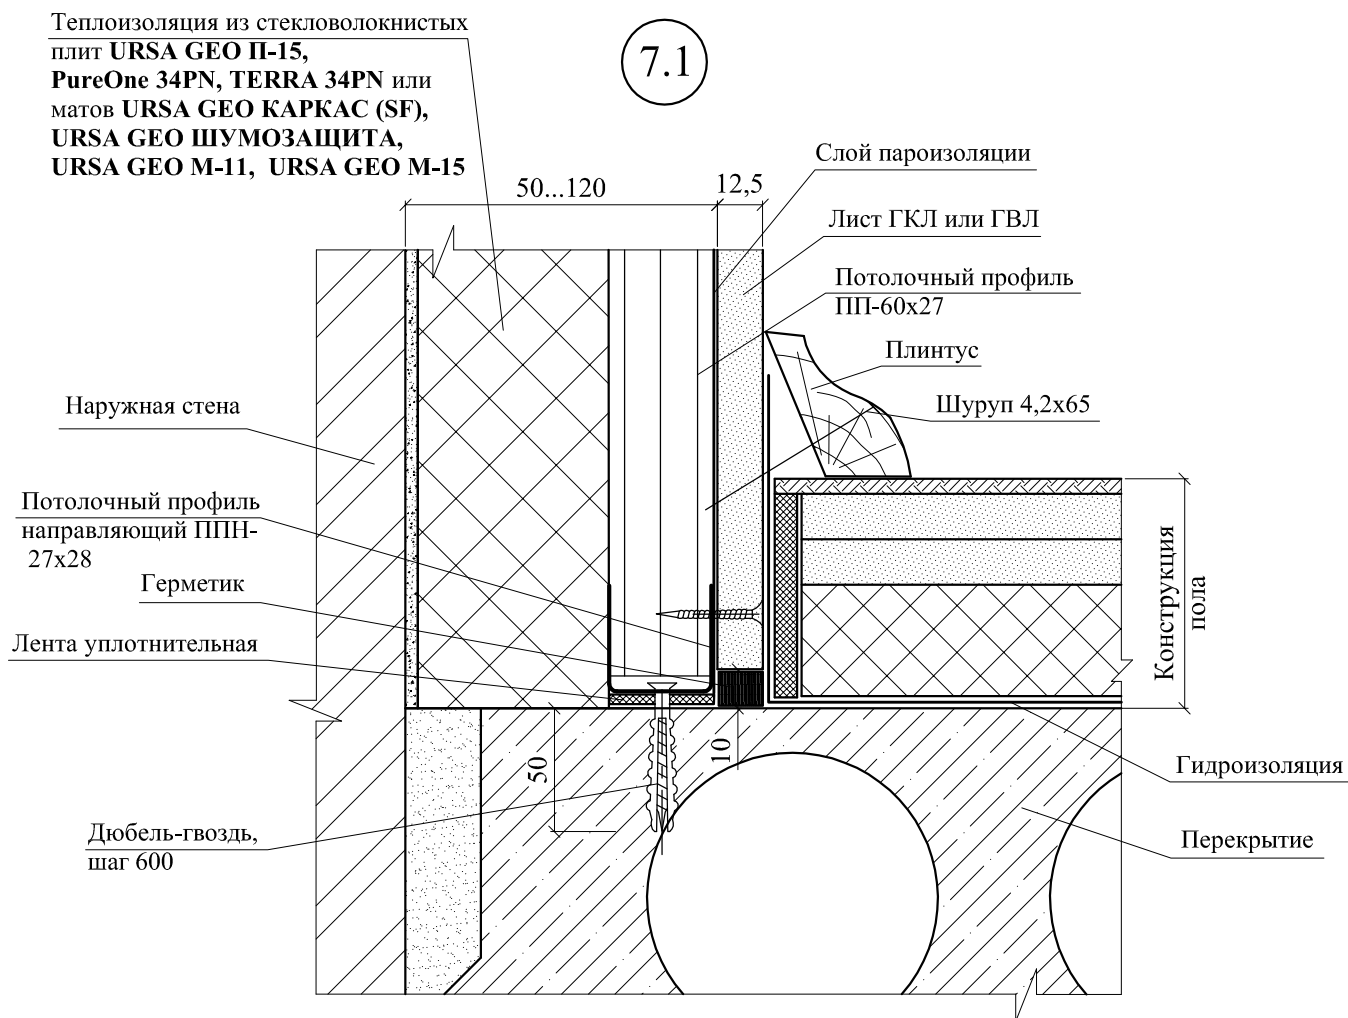 Теплоизоляция из стекловолокнистых
плит URSA GEO П-15,
PureOne 34PN, TERRA 34PN или
матов URSA GEO КАРКАС (SF),
URSA GEO ШУМОЗАЩИТА,
URSA GEO М-11, URSA GEO М-15
7.1
50...120
12,5
Слой пароизоляции
Лист ГКЛ или ГВЛ
Потолочный профиль
ПП-60х27
Плинтус
Шуруп 4,2х65
Наружная стена
Потолочный профиль
направляющий ППН-
27х28
Герметик
Лента уплотнительная
Конструкция
пола
50
10
Гидроизоляция
Перекрытие
Дюбель-гвоздь,
шаг 600